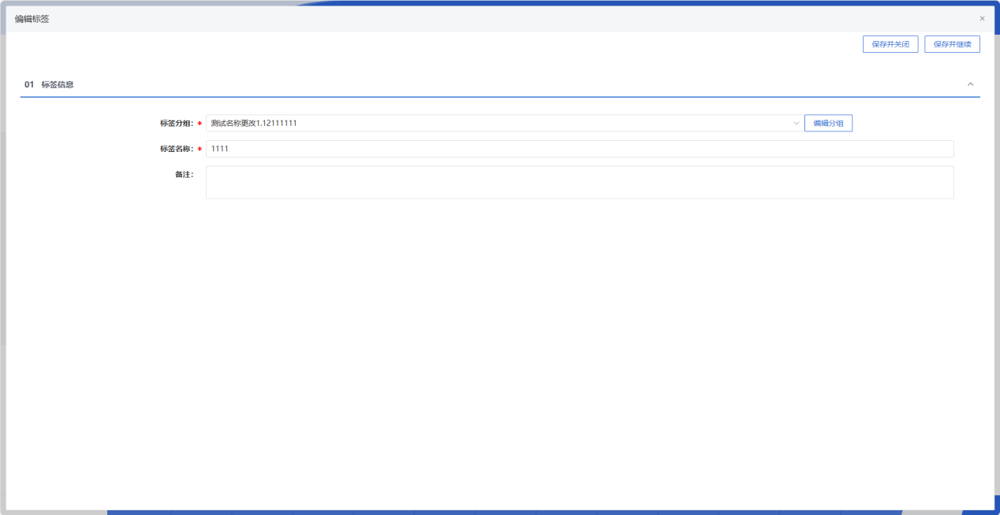 编辑标签
保存并关闭 保存并继续
01 标签信息
标签分组: * 测试名称更改1.12111111 编辑分组
标签名称: * 1111
备注: